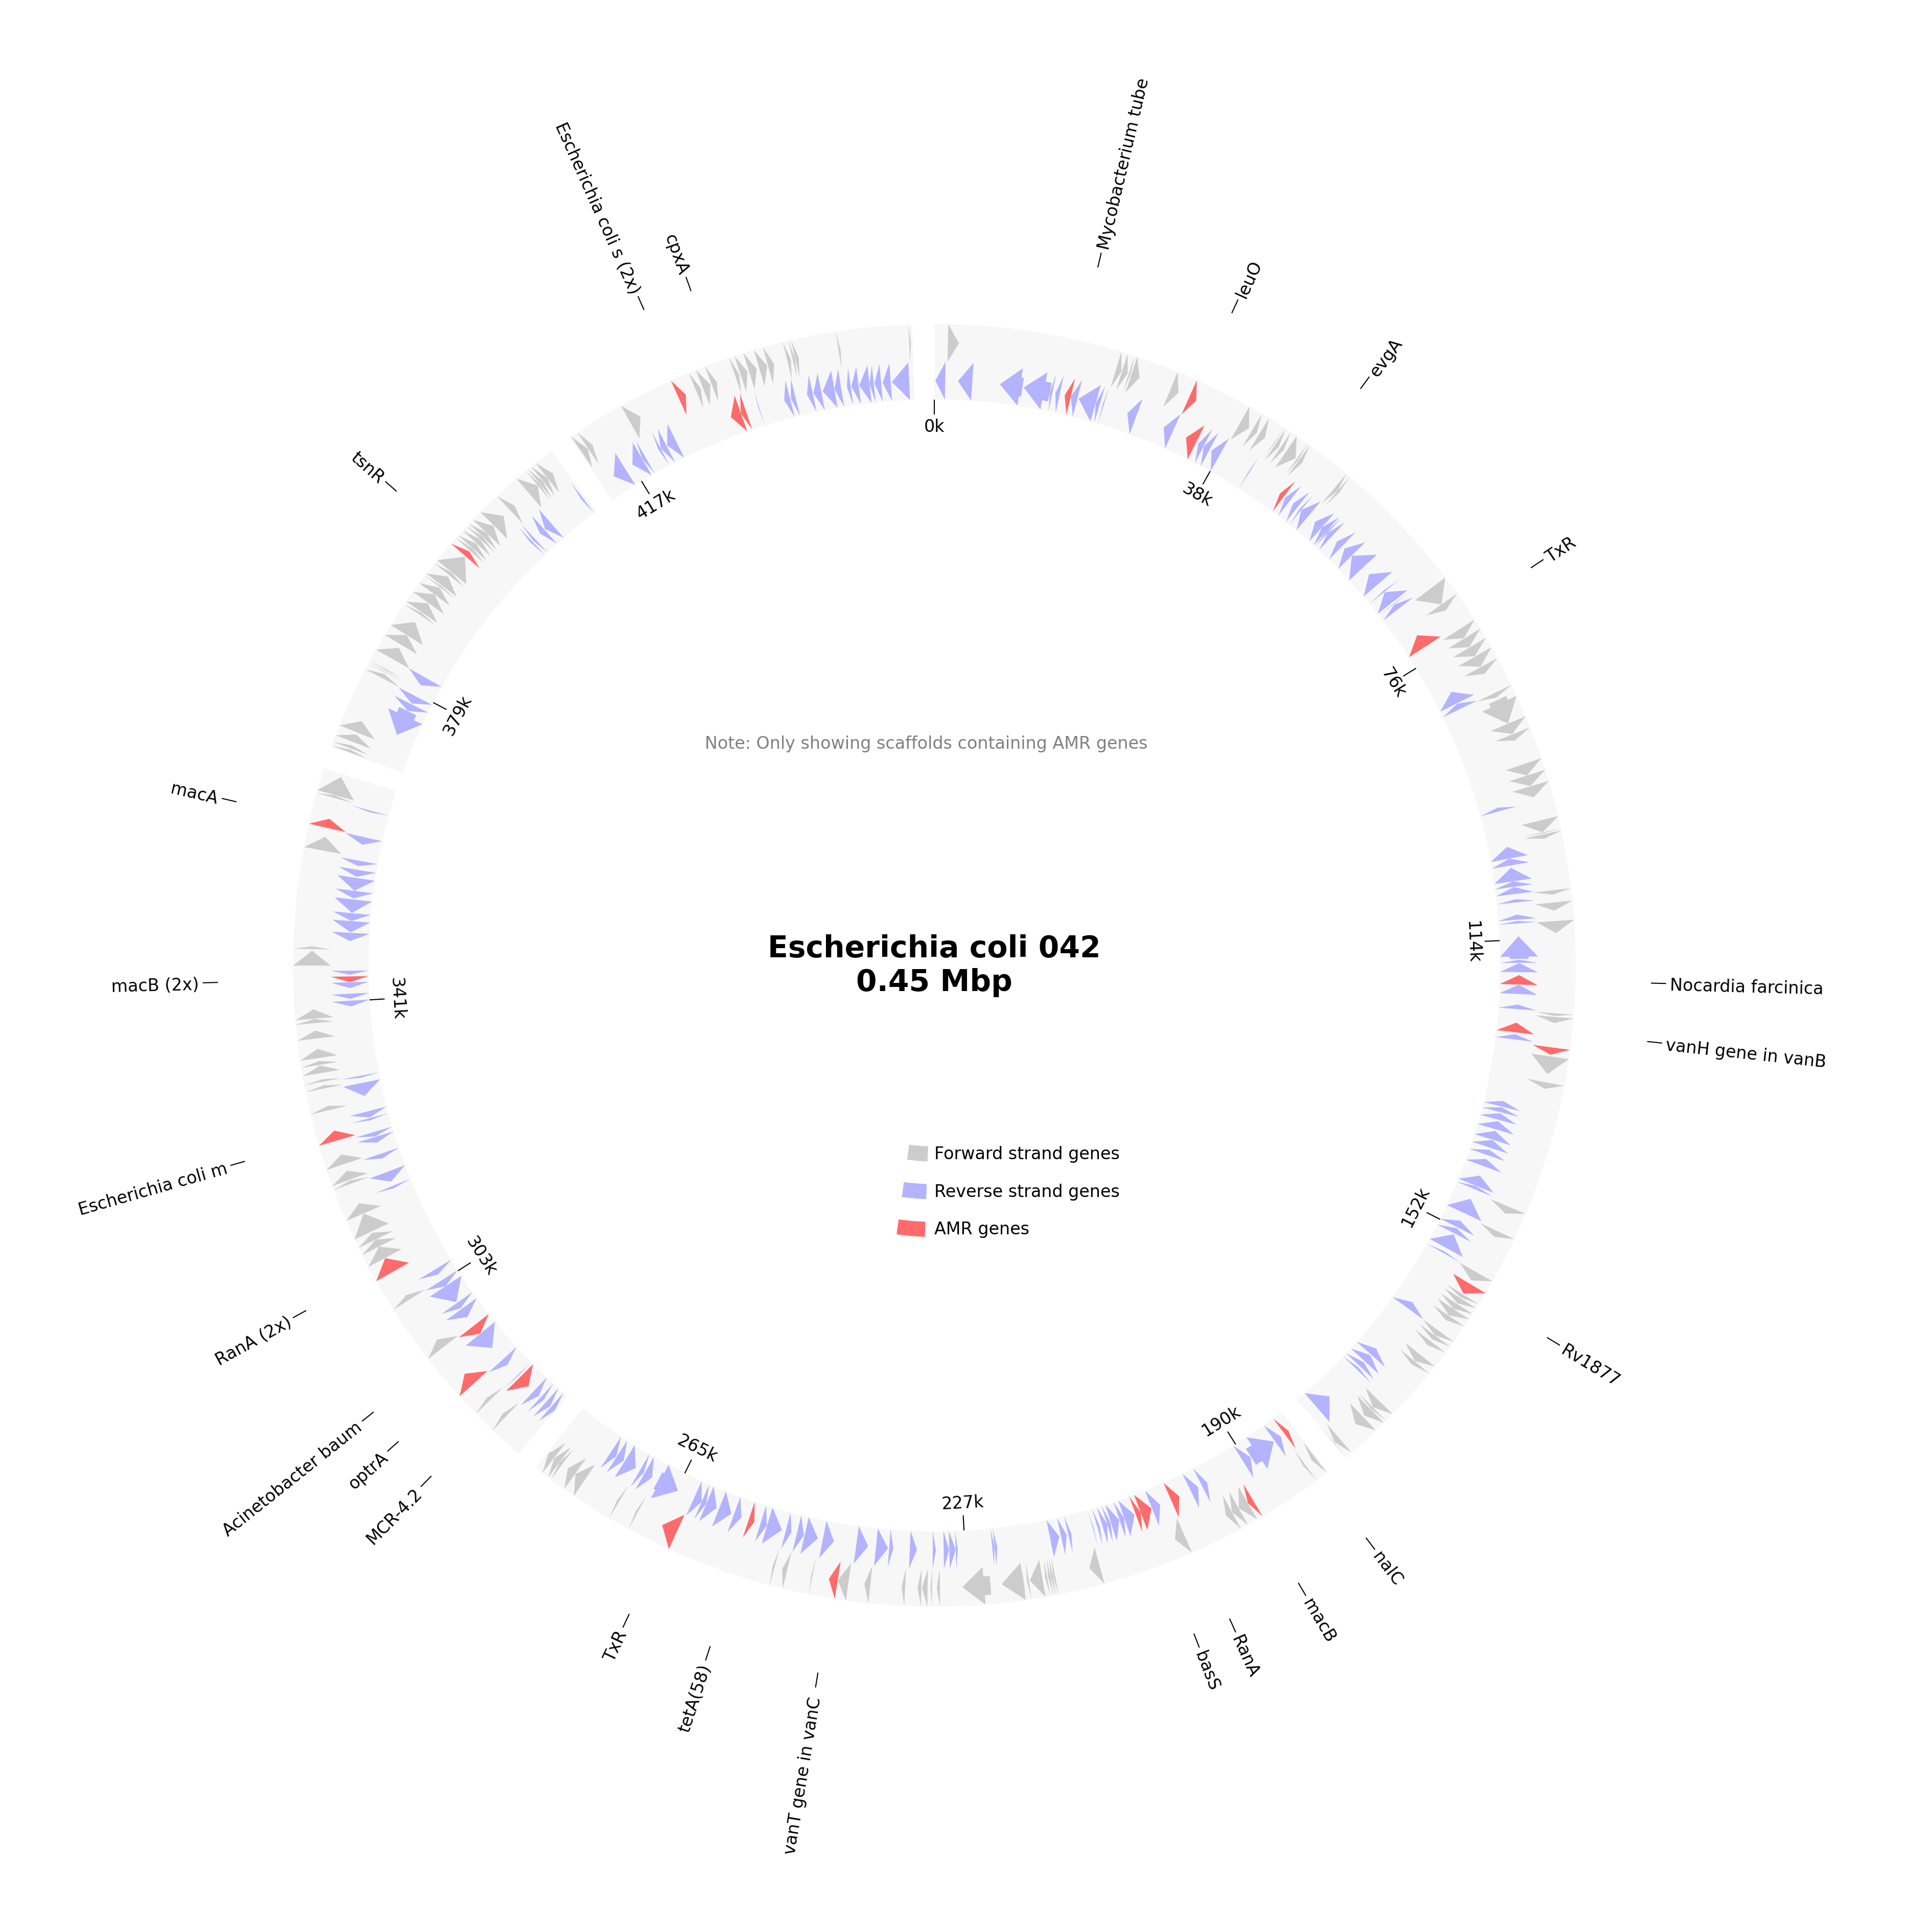 Mycobacterium tube
leuO
evgA
TxR
Nocardia farcinica
vanH gene in vanB
Rv1877
nalC
macB
RanA
basS
vanT gene in vanC
tetA(58)
TxR
MCR-4.2
optrA
Acinetobacter baum
RanA (2x)
Escherichia coli m
macB (2x)
macA
tsnR
Escherichia coli s (2x)
cpxA
0k
38k
76k
114k
152k
190k
227k
265k
303k
341k
379k
417k
Note: Only showing scaffolds containing AMR genes
Escherichia coli 042
0.45 Mbp
Forward strand genes
Reverse strand genes
AMR genes